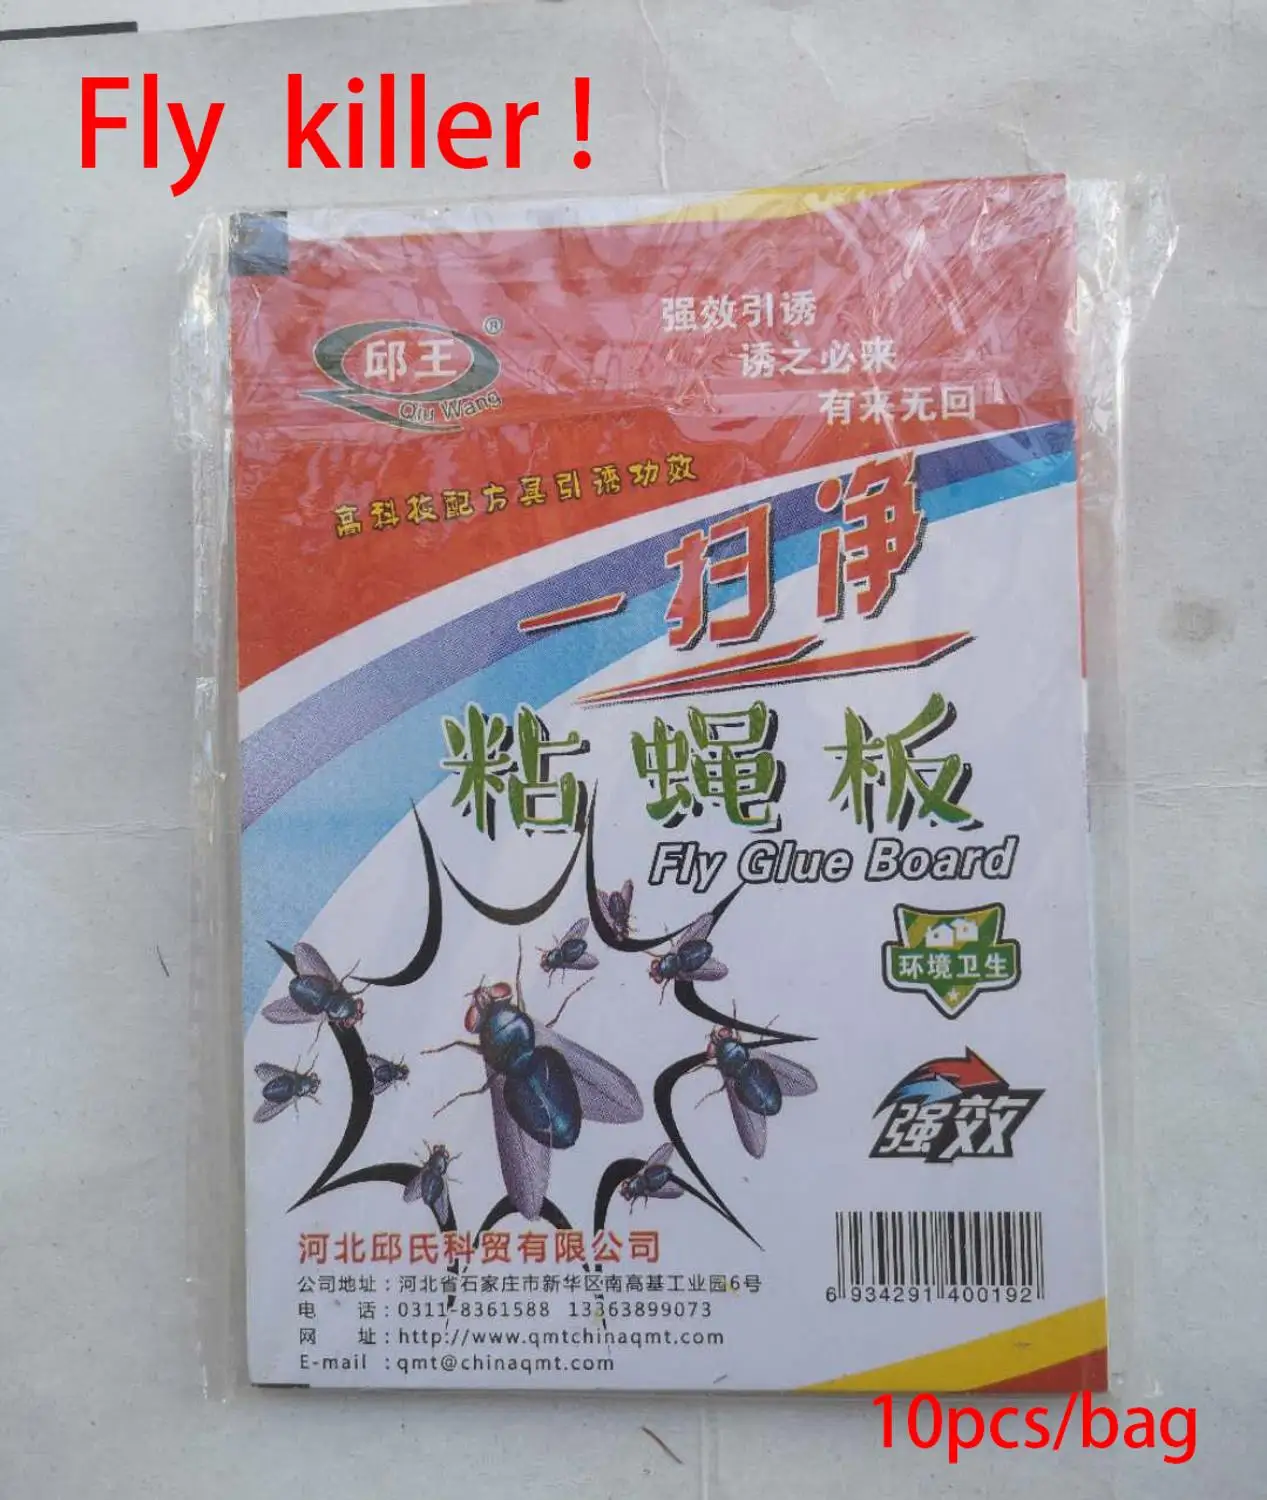 Fly killer!
邱王®
Qiu Wang
强效引诱
诱之必来
有来无回
高科技配方具引诱功效
一扫净
粘蝇板
Fly Glue Board
环境卫生
强效
河北邱氏科贸有限公司
公司地址：河北省石家庄市新华区南高基工业园6号
电 话：0311-8361588 13363899073
网 址：http://www.qmtchinaqmt.com
E-mail ：qmt@chinaqmt.com
6 934291 400192
10pcs/bag